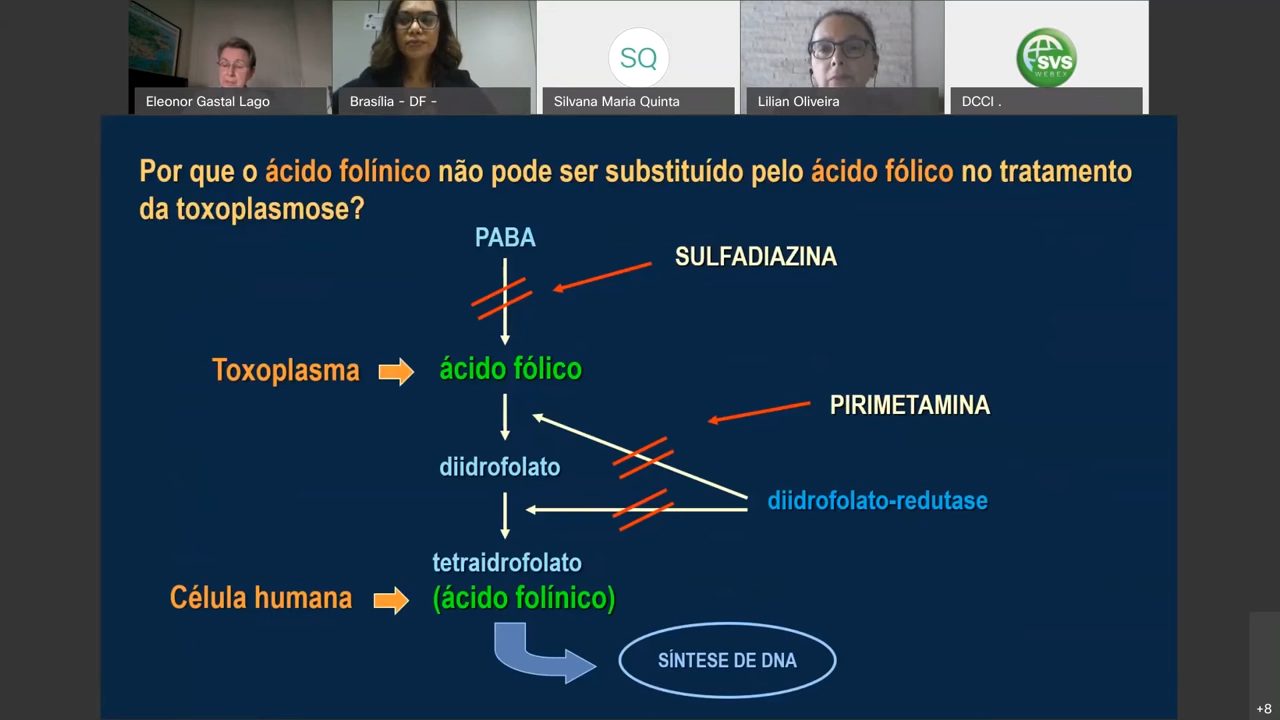 SQ
SVS
WEBEX
Eleonor Gastal Lago
Brasília - DF -
Silvana Maria Quinta
Lilian Oliveira
DCCI .
Por que o ácido folínico não pode ser substituído pelo ácido fólico no tratamento
da toxoplasmose?
PABA
SULFADIAZINA
Toxoplasma
ácido fólico
PIRIMETAMINA
diidrofolato
diidrofolato-redutase
tetraidrofolato
Célula humana
(ácido folínico)
SÍNTESE DE DNA
+8